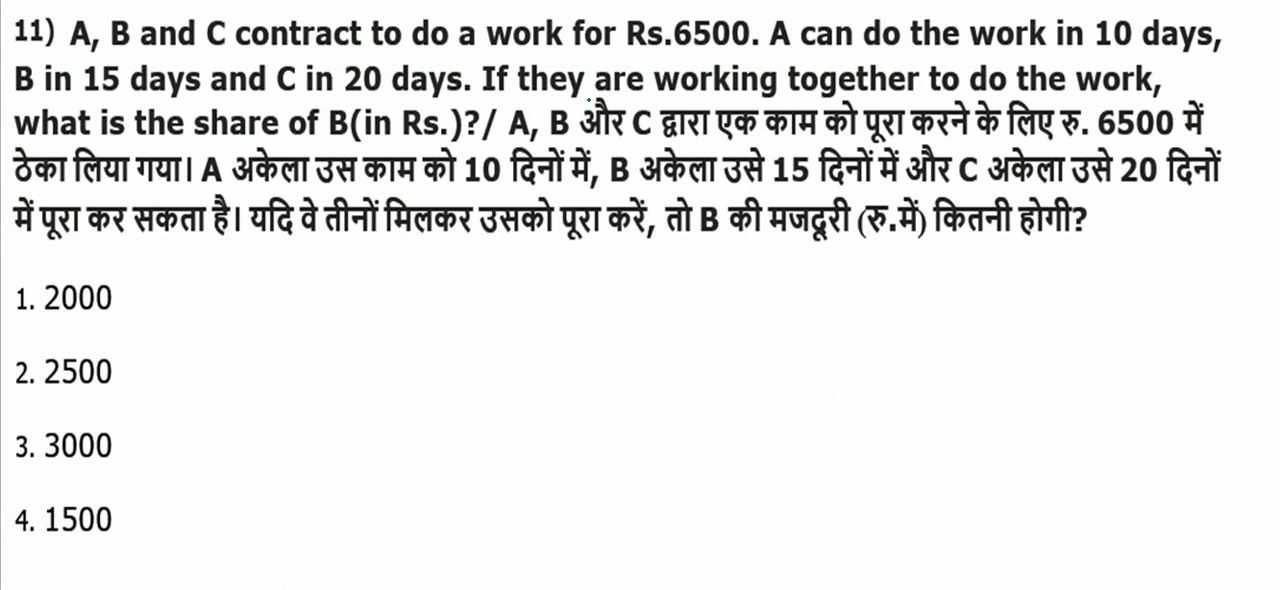 11) A, B and C contract to do a work for Rs.6500. A can do the work in 10 days,
B in 15 days and C in 20 days. If they are working together to do the work,
what is the share of B(in Rs.)?/ A, B और C द्वारा एक काम को पूरा करने के लिए रु. 6500 में
ठेका लिया गया। A अकेला उस काम को 10 दिनों में, B अकेला उसे 15 दिनों में और C अकेला उसे 20 दिनों
में पूरा कर सकता है। यदि वे तीनों मिलकर उसको पूरा करें, तो B की मजदूरी (रु.में) कितनी होगी?
1. 2000
2. 2500
3. 3000
4. 1500